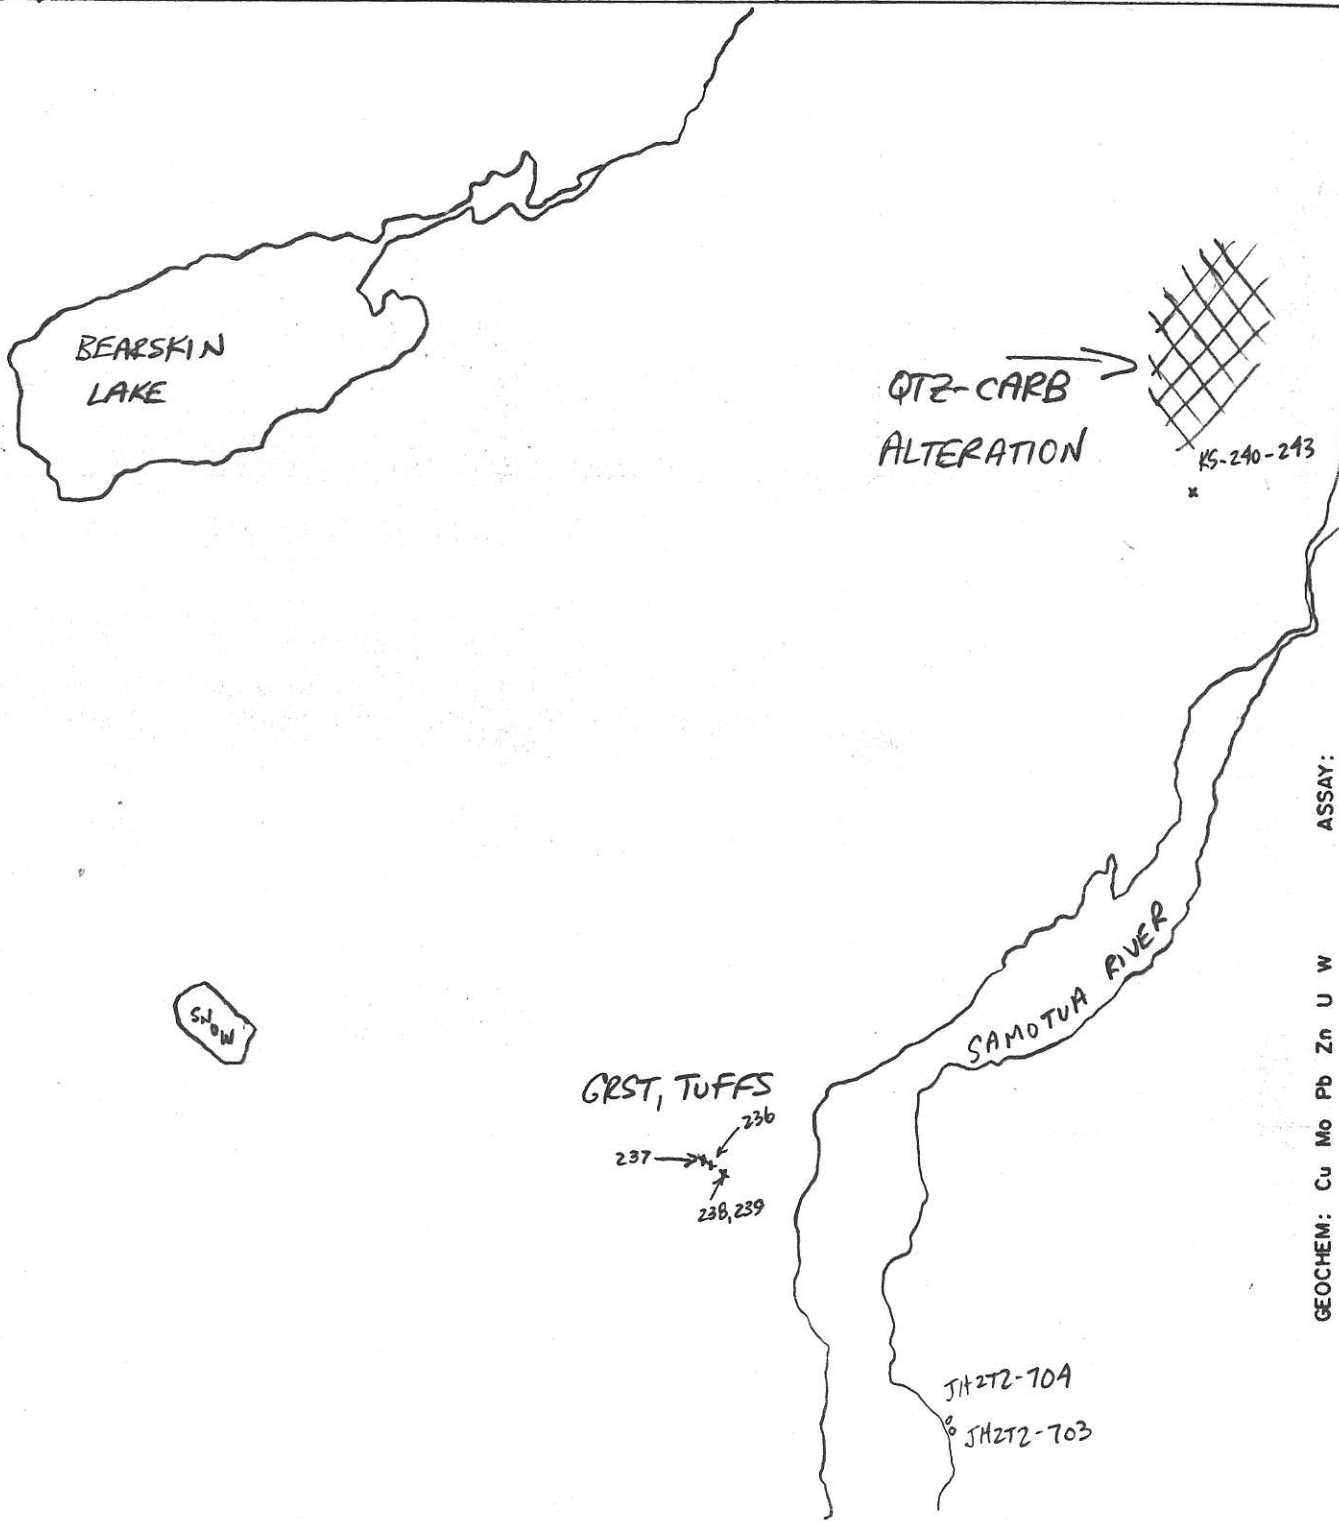 BEARSKIN
LAKE
QTZ-CARB
ALTERATION
KS-240-243
SNOW
SAMOTUA RIVER
GRST, TUFFS
236
237
238,239
JH2T2-704
JH2T2-703
GEOCHEM: Cu Mo Pb Zn U W ASSAY: